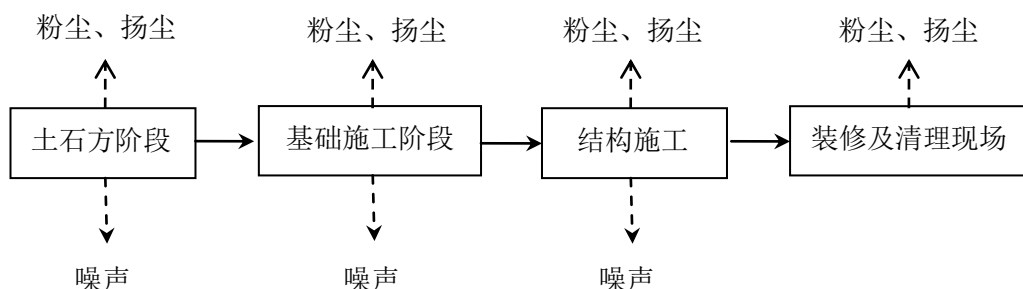 粉尘、扬尘 粉尘、扬尘 粉尘、扬尘 粉尘、扬尘
土石方阶段 基础施工阶段 结构施工 装修及清理现场
噪声 噪声 噪声